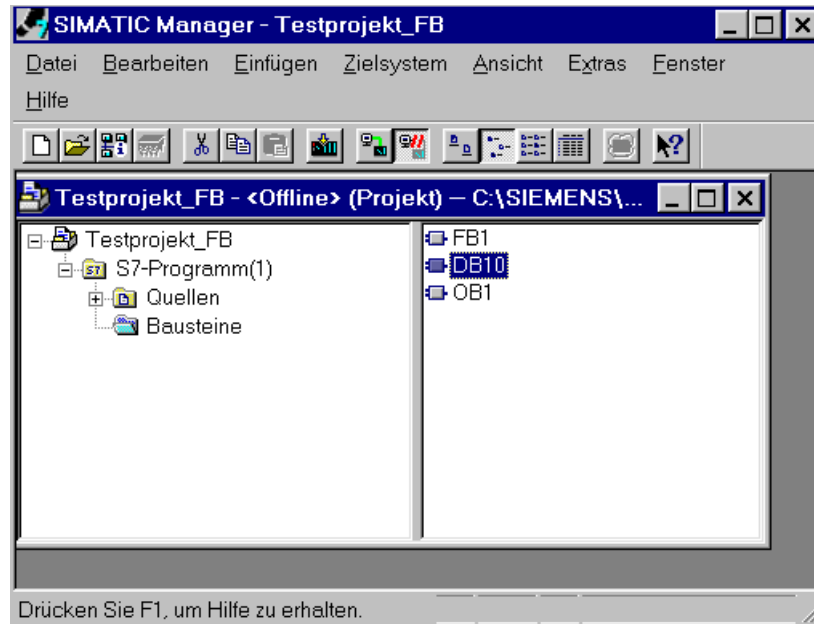 SIMATIC Manager - Testprojekt_FB
Datei Bearbeiten Einfügen Zielsystem Ansicht Extras Fenster
Hilfe
Testprojekt_FB - <Offline> (Projekt) – C:\SIEMENS\...
Testprojekt_FB
S7-Programm(1)
Quellen
Bausteine
FB1
DB10
OB1
Drücken Sie F1, um Hilfe zu erhalten.